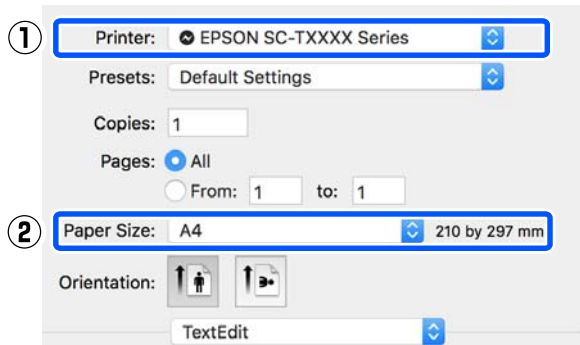 ① Printer: EPSON SC-TXXXX Series
Presets: Default Settings
Copies: 1
Pages: All
From: 1 to: 1
② Paper Size: A4 210 by 297 mm
Orientation:
TextEdit